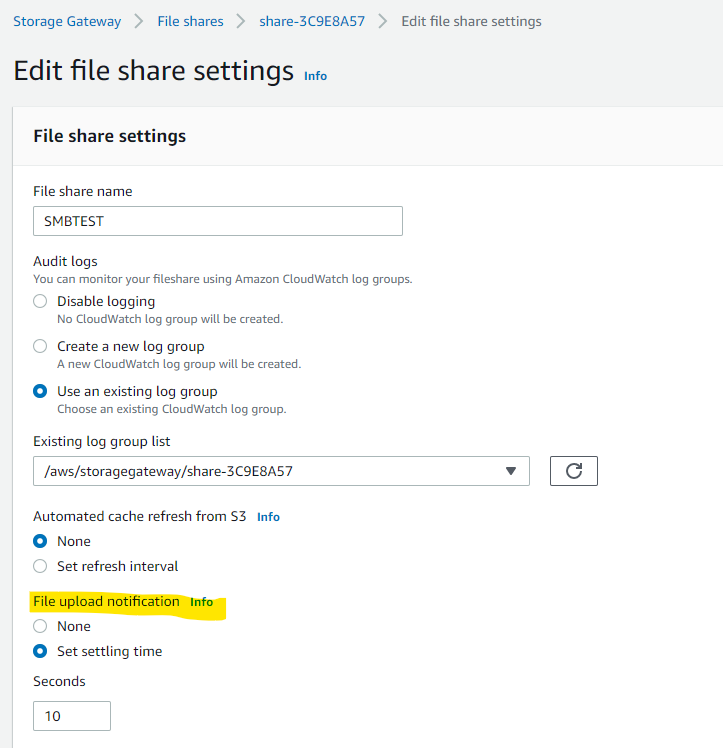 Storage Gateway > File shares > share-3C9E8A57 > Edit file share settings
Edit file share settings Info
File share settings
File share name
SMBTEST
Audit logs
You can monitor your fileshare using Amazon CloudWatch log groups.
Disable logging
No CloudWatch log group will be created.
Create a new log group
A new CloudWatch log group will be created.
Use an existing log group
Choose an existing CloudWatch log group.
Existing log group list
/aws/storagegateway/share-3C9E8A57
Automated cache refresh from S3 Info
None
Set refresh interval
File upload notification Info
None
Set settling time
Seconds
10